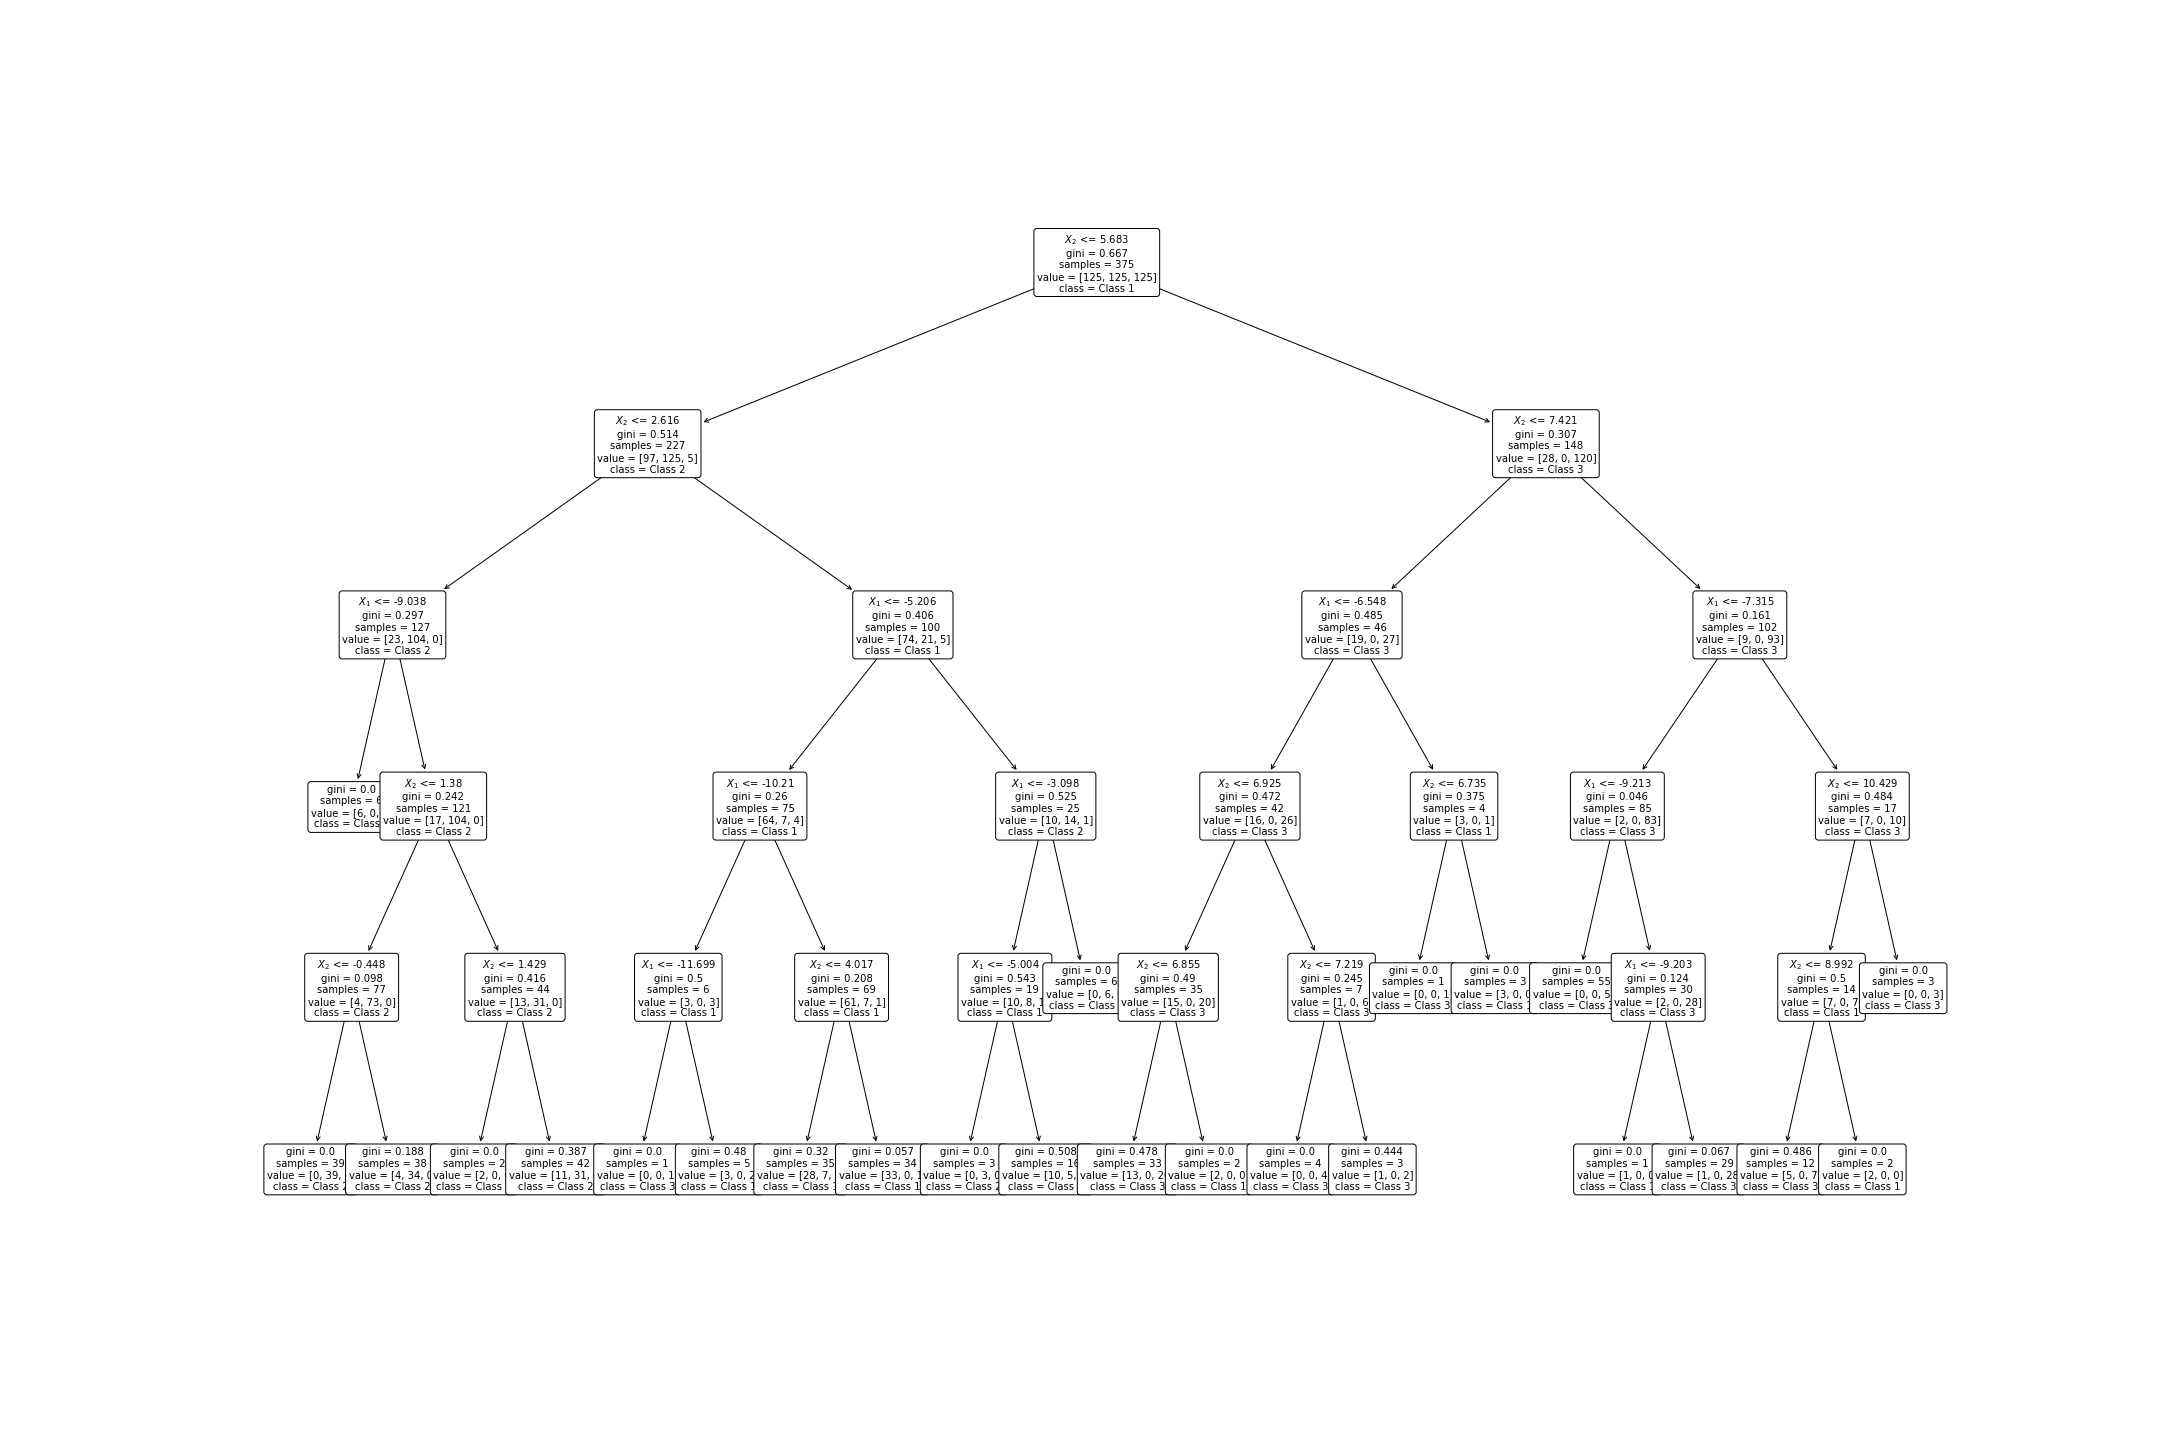 X₂ <= 5.683
gini = 0.667
samples = 375
value = [125, 125, 125]
class = Class 1
X₂ <= 2.616
gini = 0.514
samples = 227
value = [97, 125, 5]
class = Class 2
X₂ <= 7.421
gini = 0.307
samples = 148
value = [28, 0, 120]
class = Class 3
X₁ <= -9.038
gini = 0.297
samples = 127
value = [23, 104, 0]
class = Class 2
X₁ <= -5.206
gini = 0.406
samples = 100
value = [74, 21, 5]
class = Class 1
X₁ <= -6.548
gini = 0.485
samples = 46
value = [19, 0, 27]
class = Class 3
X₁ <= -7.315
gini = 0.161
samples = 102
value = [9, 0, 93]
class = Class 3
gini = 0.0
samples = 6
value = [6, 0,
class = Class
X₂ <= 1.38
gini = 0.242
samples = 121
value = [17, 104, 0]
class = Class 2
X₁ <= -10.21
gini = 0.26
samples = 75
value = [64, 7, 4]
class = Class 1
X₁ <= -3.098
gini = 0.525
samples = 25
value = [10, 14, 1]
class = Class 2
X₂ <= 6.925
gini = 0.472
samples = 42
value = [16, 0, 26]
class = Class 3
X₂ <= 6.735
gini = 0.375
samples = 4
value = [3, 0, 1]
class = Class 1
X₁ <= -9.213
gini = 0.046
samples = 85
value = [2, 0, 83]
class = Class 3
X₂ <= 10.429
gini = 0.484
samples = 17
value = [7, 0, 10]
class = Class 3
X₂ <= -0.448
gini = 0.098
samples = 77
value = [4, 73, 0]
class = Class 2
X₂ <= 1.429
gini = 0.416
samples = 44
value = [13, 31, 0]
class = Class 2
X₁ <= -11.699
gini = 0.5
samples = 6
value = [3, 0, 3]
class = Class 1
X₂ <= 4.017
gini = 0.208
samples = 69
value = [61, 7, 1]
class = Class 1
X₁ <= -5.004
gini = 0.543
samples = 19
value = [10, 8, 1
class = Class 1
gini = 0.0
samples = 6
value = [0, 6,
class = Class
X₂ <= 6.855
gini = 0.49
samples = 35
value = [15, 0, 20]
class = Class 3
X₂ <= 7.219
gini = 0.245
samples = 7
value = [1, 0, 6
class = Class 3
gini = 0.0
samples = 1
value = [0, 0, 1
class = Class 3
gini = 0.0
samples = 3
value = [3, 0, 0
class = Class
gini = 0.0
samples = 55
value = [0, 0, 5
class = Class
X₁ <= -9.203
gini = 0.124
samples = 30
value = [2, 0, 28]
class = Class 3
X₂ <= 8.992
gini = 0.5
samples = 14
value = [7, 0, 7
class = Class 1
gini = 0.0
samples = 3
value = [0, 0, 3]
class = Class 3
gini = 0.0
samples = 39
value = [0, 39,
class = Class 2
gini = 0.188
samples = 38
value = [4, 34, 0
class = Class 2
gini = 0.0
samples = 2
value = [2, 0,
class = Class
gini = 0.387
samples = 42
value = [11, 31,
class = Class 2
gini = 0.0
samples = 1
value = [0, 0, 1
class = Class 3
gini = 0.48
samples = 5
value = [3, 0, 2
class = Class 1
gini = 0.32
samples = 35
value = [28, 7,
class = Class
gini = 0.057
samples = 34
value = [33, 0, 1
class = Class 1
gini = 0.0
samples = 3
value = [0, 3, 0
class = Class 2
gini = 0.508
samples = 16
value = [10, 5,
class = Class
gini = 0.478
samples = 33
value = [13, 0, 2
class = Class 3
gini = 0.0
samples = 2
value = [2, 0, 0
class = Class 1
gini = 0.0
samples = 4
value = [0, 0, 4
class = Class 3
gini = 0.444
samples = 3
value = [1, 0, 2]
class = Class 3
gini = 0.0
samples = 1
value = [1, 0, 0
class = Class 1
gini = 0.067
samples = 29
value = [1, 0, 28
class = Class 3
gini = 0.486
samples = 12
value = [5, 0, 7
class = Class 3
gini = 0.0
samples = 2
value = [2, 0, 0]
class = Class 1